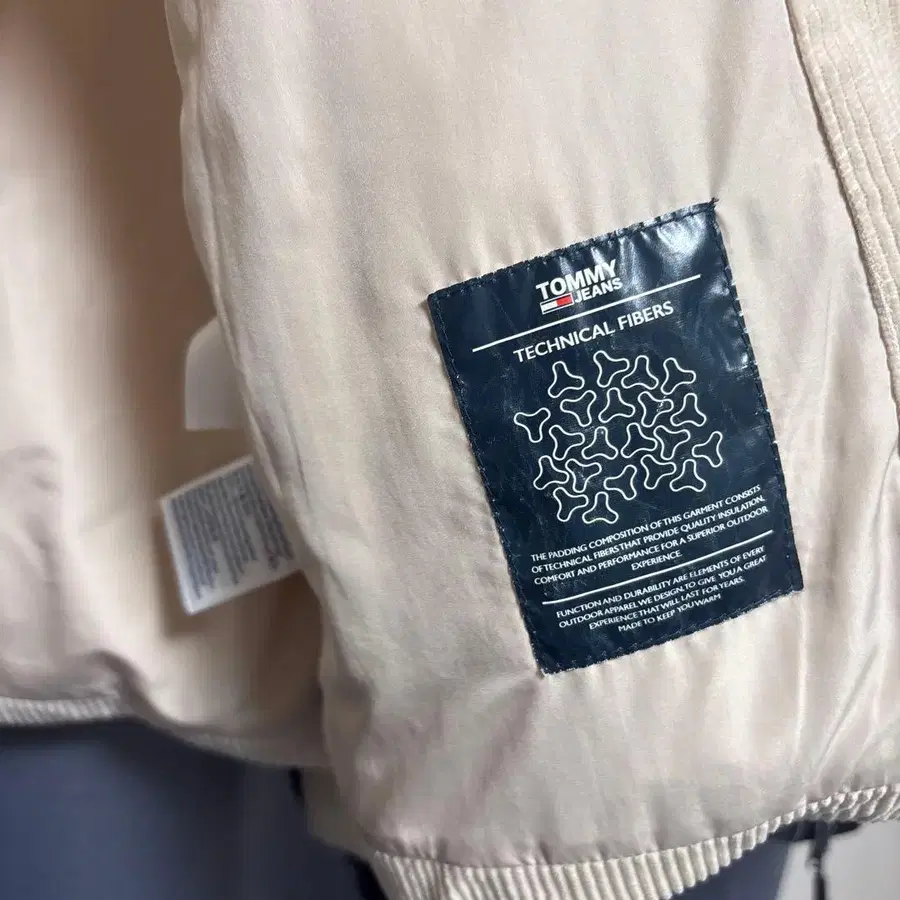 TOMMY
JEANS
TECHNICAL FIBERS
THE PADDING COMPOSITION OF THIS GARMENT CONSISTS
OF TECHNICAL FIBERS THAT PROVIDE QUALITY INSULATION,
COMFORT AND PERFORMANCE FOR A SUPERIOR OUTDOOR
EXPERIENCE.
FUNCTION AND DURABILITY ARE ELEMENTS OF EVERY
OUTDOOR APPAREL WE DESIGN, TO GIVE YOU A GREAT
EXPERIENCE THAT WILL LAST FOR YEARS.
MADE TO KEEP YOU WARM